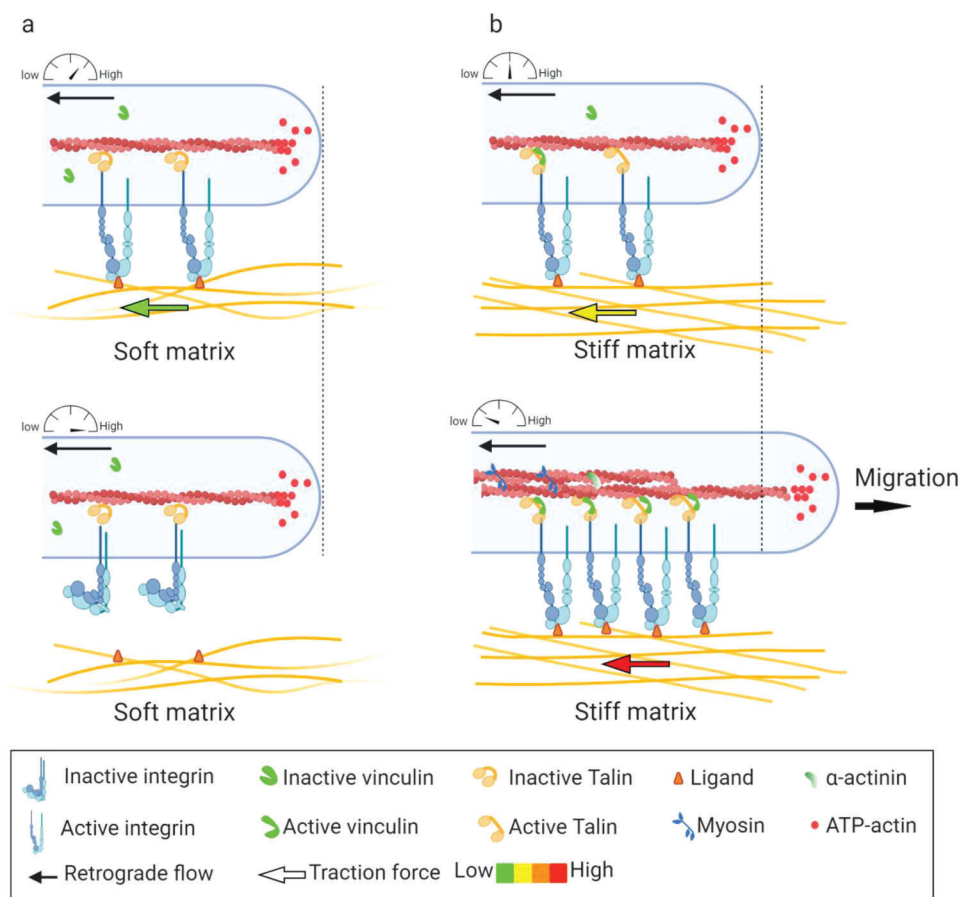 a
b
low High
low High
Soft matrix
Stiff matrix
low High
low High
Migration
Soft matrix
Stiff matrix
Inactive integrin Inactive vinculin Inactive Talin Ligand α-actinin
Active integrin Active vinculin Active Talin Myosin ATP-actin
Retrograde flow Traction force Low High